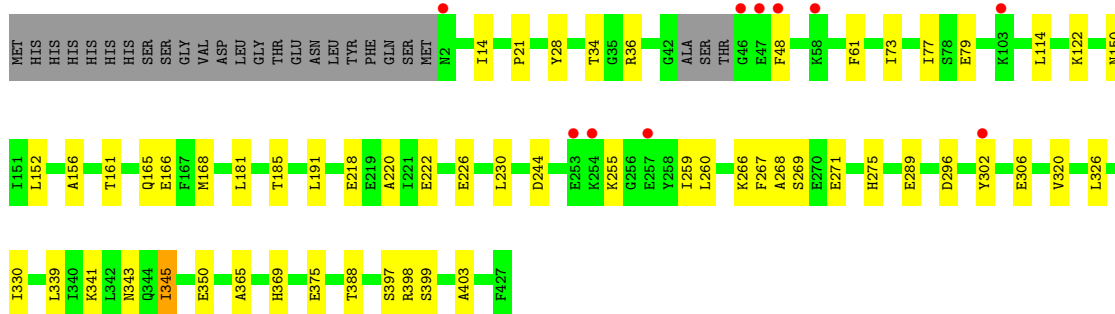 MET HIS HIS HIS HIS HIS HIS SER SER GLY VAL ASP LEU GLY THR GLU ASN LEU TYR PHE GLN SER MET N2 I14 P21 Y28 T34 G35 R36 G42 ALA SER THR G46 E47 F48 K58 F61 I73 I77 S78 E79 K103 L114 K122 N150
I151 L152 A156 T161 Q165 E166 F167 M168 L181 T185 L191 E218 E219 A220 I221 E222 E226 L230 D244 E253 K254 K255 G256 E257 Y258 I259 L260 K266 F267 A268 S269 E270 E271 H275 E289 D296 Y302 E306 V320 L326
I330 L339 I340 K341 L342 N343 Q344 I345 E350 A365 H369 E375 T388 S397 R398 S399 A403 F427